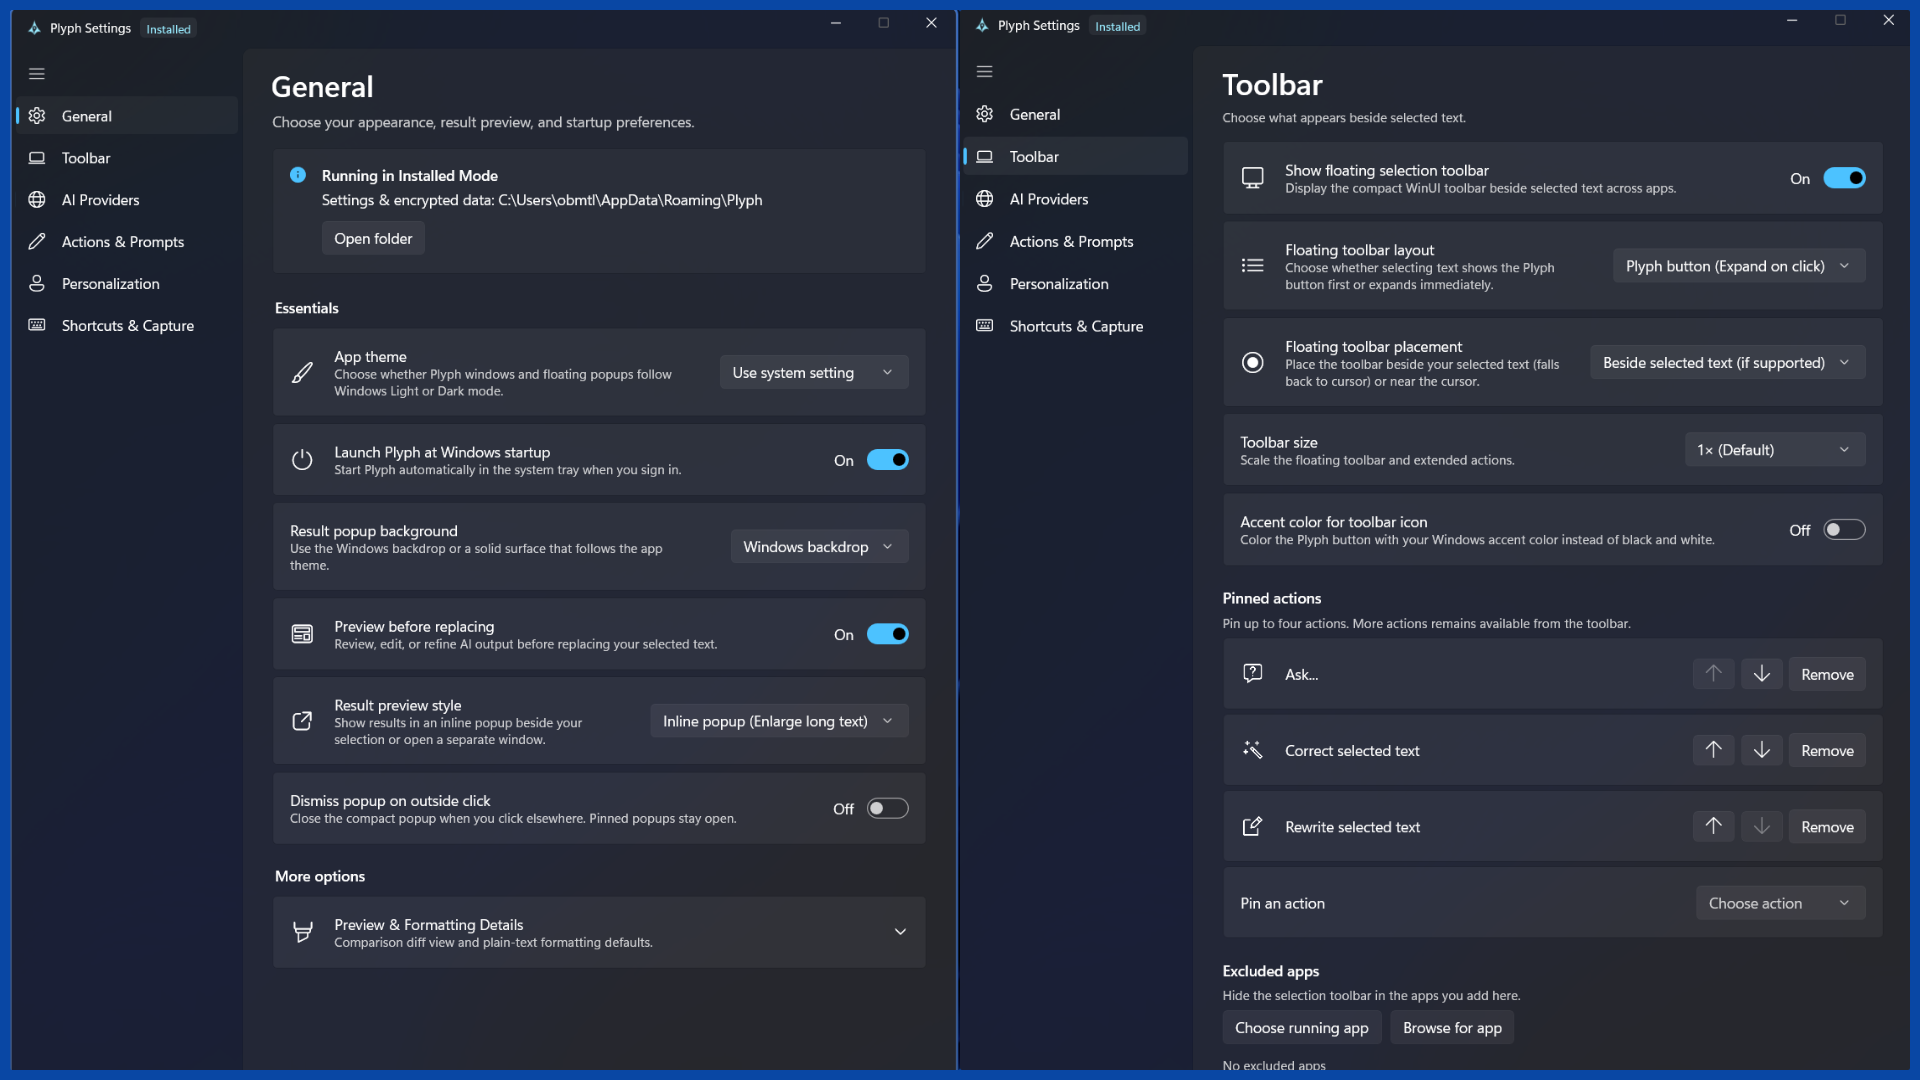 Plyph Settings Installed
General
Toolbar
AI Providers
Actions & Prompts
Personalization
Shortcuts & Capture
General
Choose your appearance, result preview, and startup preferences.
Running in Installed Mode
Settings & encrypted data: C:\Users\obmtl\AppData\Roaming\Plyph
Open folder
Essentials
App theme
Choose whether Plyph windows and floating popups follow
Windows Light or Dark mode.
Use system setting
Launch Plyph at Windows startup
Start Plyph automatically in the system tray when you sign in.
On
Result popup background
Use the Windows backdrop or a solid surface that follows the app
theme.
Windows backdrop
Preview before replacing
Review, edit, or refine AI output before replacing your selected text.
On
Result preview style
Show results in an inline popup beside your
selection or open a separate window.
Inline popup (Enlarge long text)
Dismiss popup on outside click
Close the compact popup when you click elsewhere. Pinned popups stay open.
Off
More options
Preview & Formatting Details
Comparison diff view and plain-text formatting defaults.
Plyph Settings Installed
General
Toolbar
AI Providers
Actions & Prompts
Personalization
Shortcuts & Capture
Toolbar
Choose what appears beside selected text.
Show floating selection toolbar
Display the compact WinUI toolbar beside selected text across apps.
On
Floating toolbar layout
Choose whether selecting text shows the Plyph
button first or expands immediately.
Plyph button (Expand on click)
Floating toolbar placement
Place the toolbar beside your selected text (falls
back to cursor) or near the cursor.
Beside selected text (if supported)
Toolbar size
Scale the floating toolbar and extended actions.
1× (Default)
Accent color for toolbar icon
Color the Plyph button with your Windows accent color instead of black and white.
Off
Pinned actions
Pin up to four actions. More actions remains available from the toolbar.
Ask...
Remove
Correct selected text
Remove
Rewrite selected text
Remove
Pin an action
Choose action
Excluded apps
Hide the selection toolbar in the apps you add here.
Choose running app
Browse for app
No excluded apps